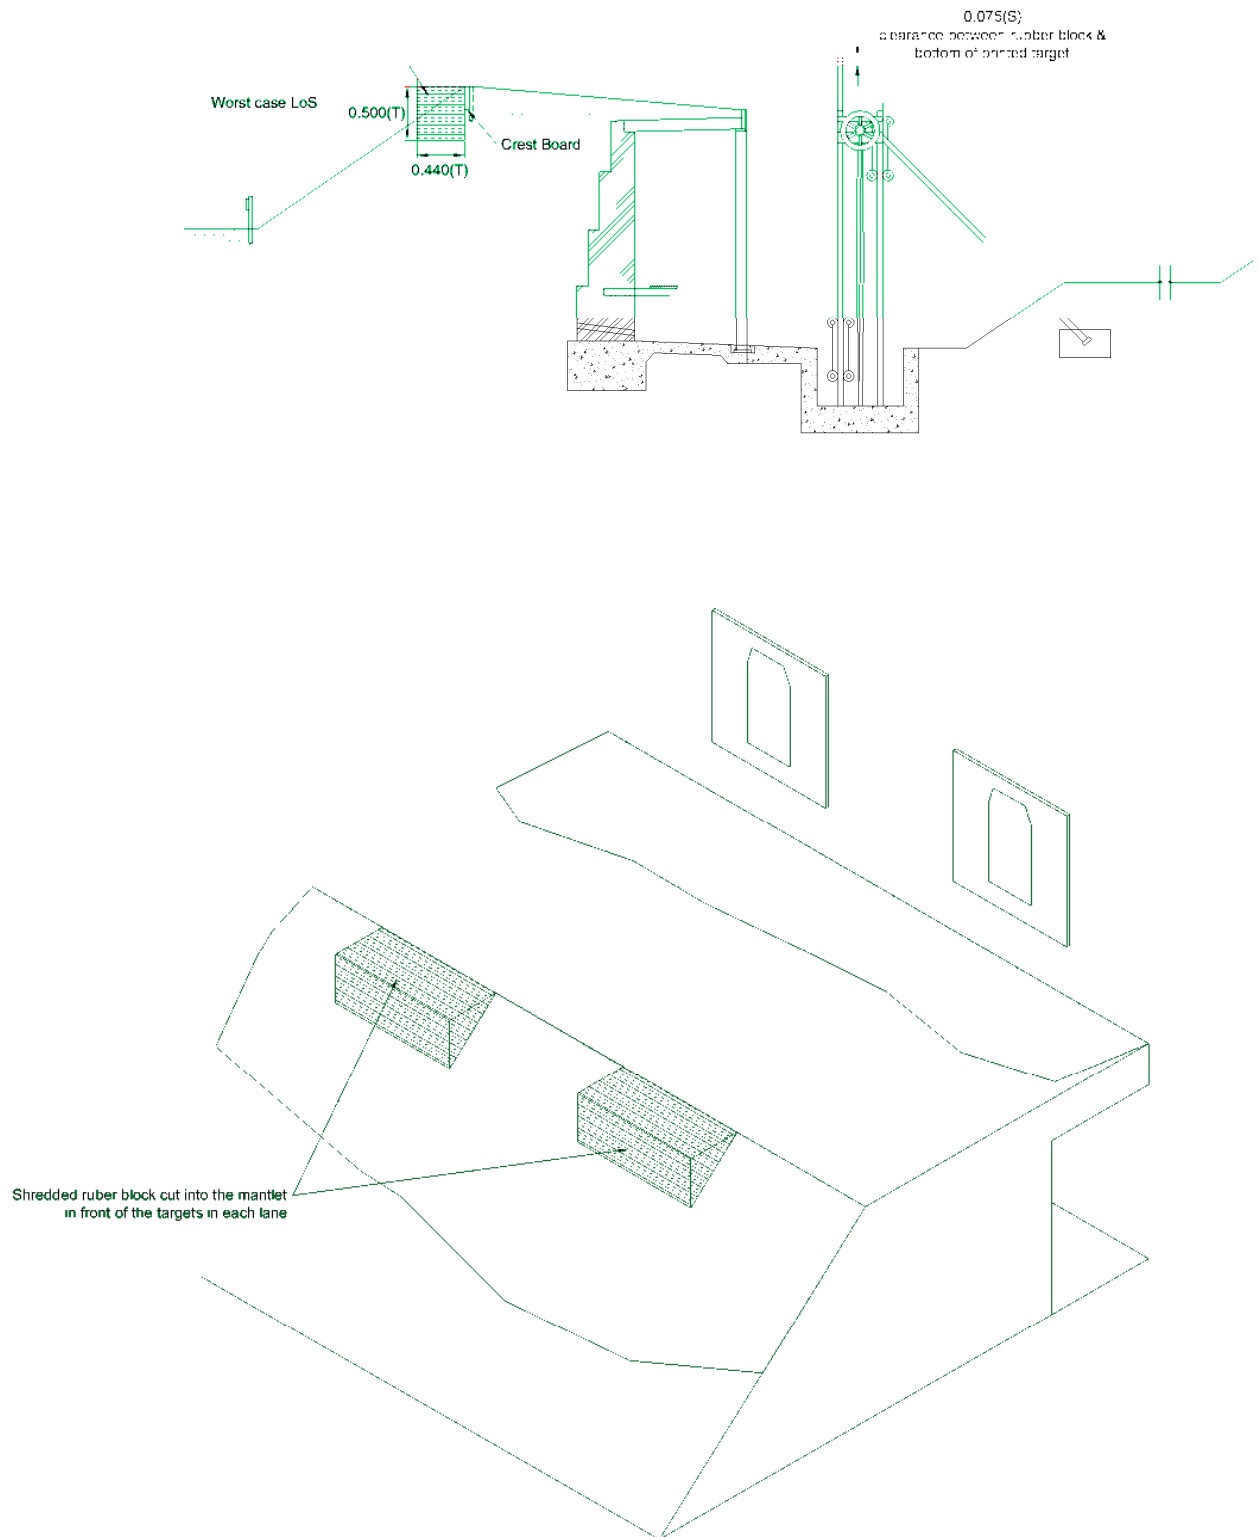 0.075(S)
clearance between rubber block &
bottom of printed target
Worst case LoS
0.500(T)
Crest Board
0.440(T)
Shredded ruber block cut into the mantlet
in front of the targets in each lane